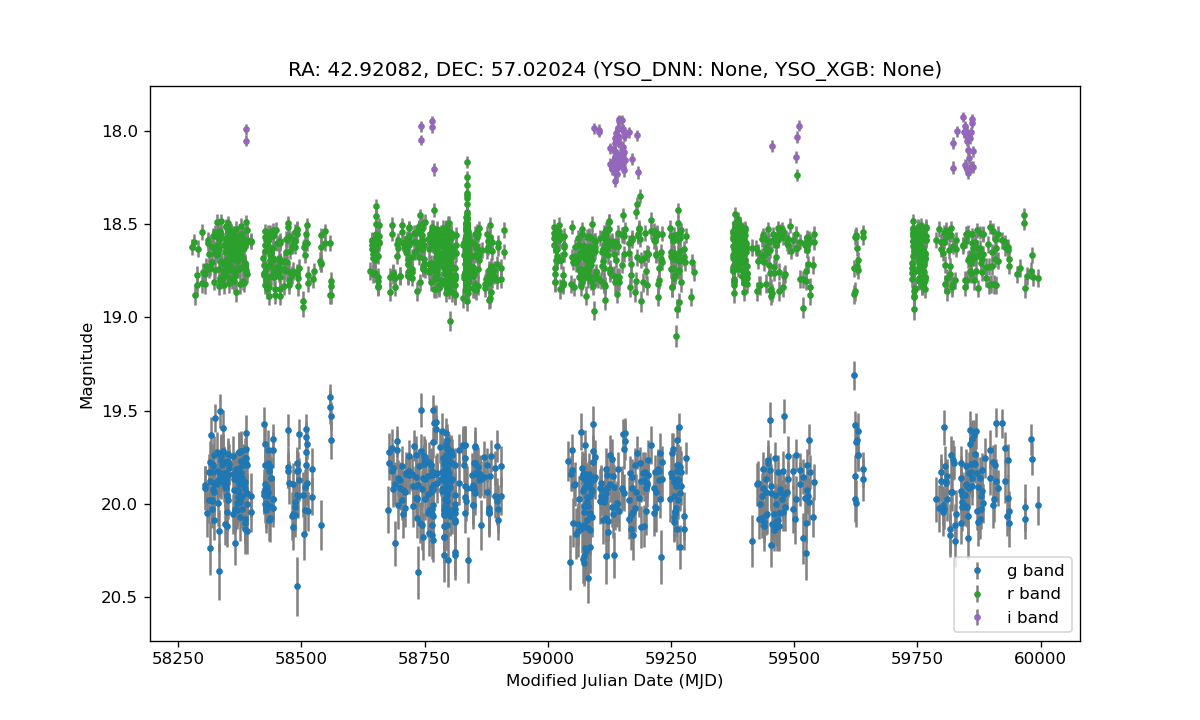 RA: 42.92082, DEC: 57.02024 (YSO_DNN: None, YSO_XGB: None)
Magnitude
18.0
18.5
19.0
19.5
20.0
20.5
g band
r band
i band
58250 58500 58750 59000 59250 59500 59750 60000
Modified Julian Date (MJD)